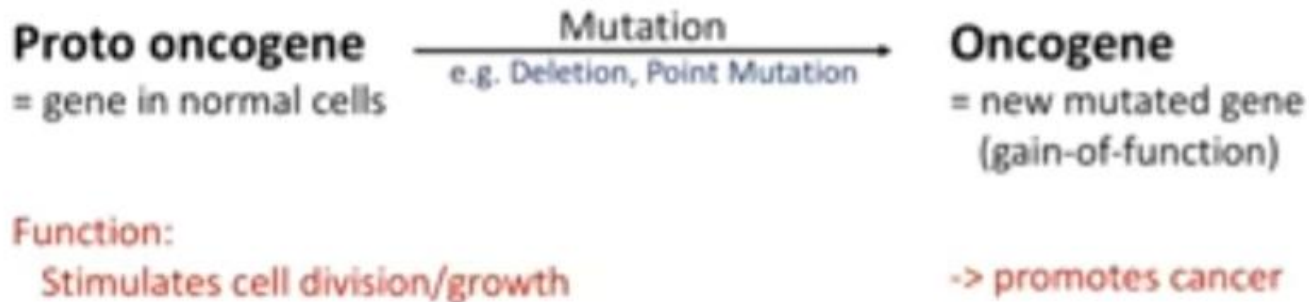 Proto oncogene
= gene in normal cells
Mutation
e.g. Deletion, Point Mutation
Oncogene
= new mutated gene
(gain-of-function)
Function:
Stimulates cell division/growth
-> promotes cancer